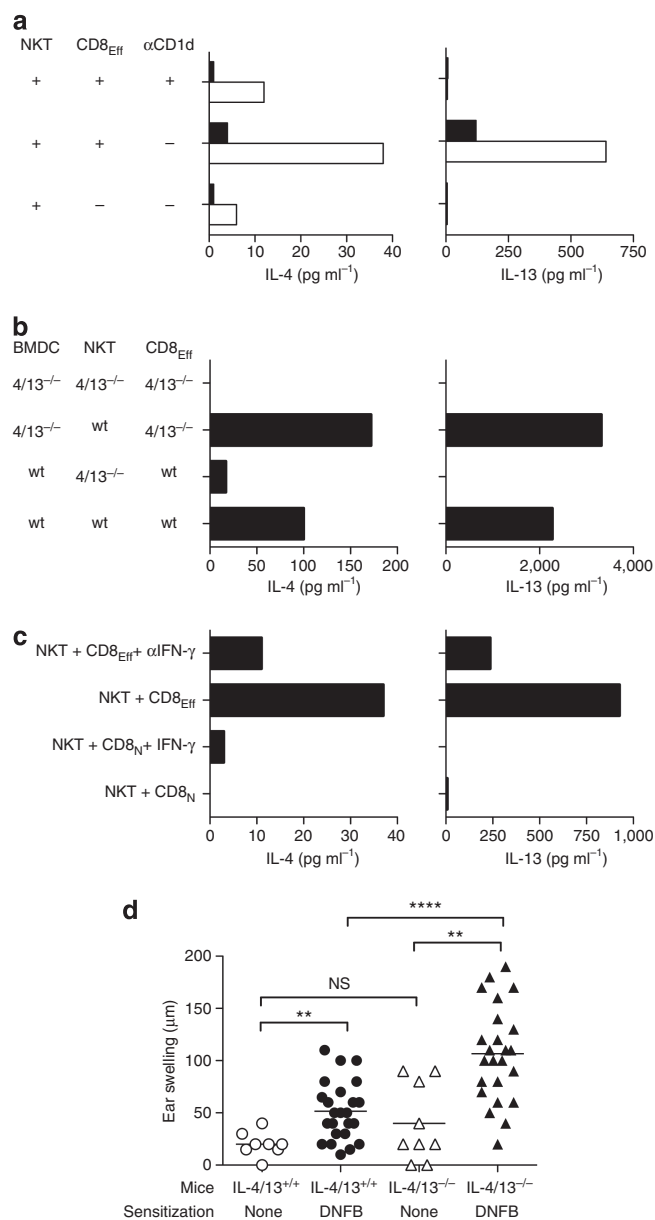 a
NKT CD8Eff αCD1d
+ + +
+ + –
+ – –
0 10 20 30 40
IL-4 (pg ml–1)
0 250 500 750
IL-13 (pg ml–1)
b
BMDC NKT CD8Eff
4/13–/– 4/13–/– 4/13–/–
4/13–/– wt 4/13–/–
wt 4/13–/– wt
wt wt wt
0 50 100 150 200
IL-4 (pg ml–1)
0 2,000 4,000
IL-13 (pg ml–1)
c
NKT + CD8Eff+ αIFN-γ
NKT + CD8Eff
NKT + CD8N+ IFN-γ
NKT + CD8N
0 10 20 30 40
IL-4 (pg ml–1)
0 250 500 750 1,000
IL-13 (pg ml–1)
d
****
**
NS
**
Ear swelling (μm)
200
150
100
50
0
Mice IL-4/13+/+ IL-4/13+/+ IL-4/13–/– IL-4/13–/–
Sensitization None DNFB None DNFB